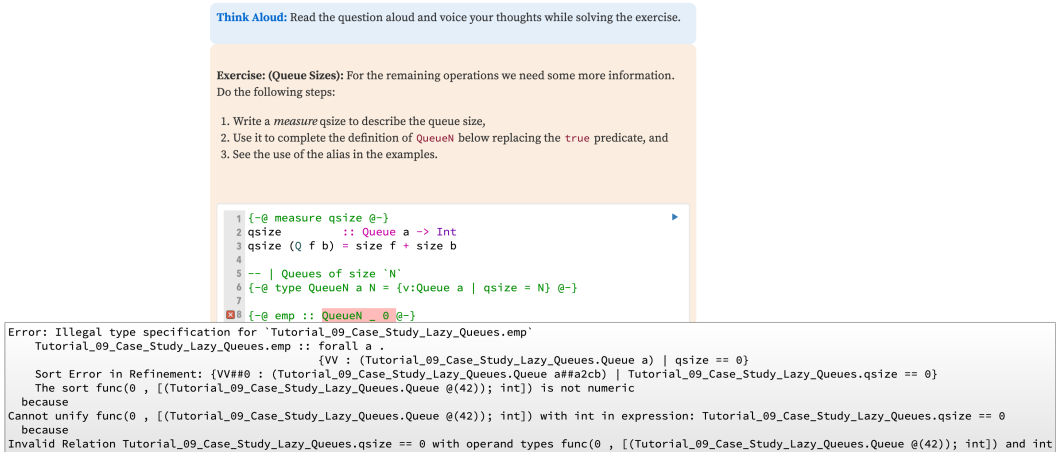 Think Aloud: Read the question aloud and voice your thoughts while solving the exercise.
Exercise: (Queue Sizes): For the remaining operations we need some more information.
Do the following steps:
1. Write a measure qsize to describe the queue size,
2. Use it to complete the definition of QueueN below replacing the true predicate, and
3. See the use of the alias in the examples.
1 {-@ measure qsize @-}
2 qsize :: Queue a -> Int
3 qsize (Q f b) = size f + size b
4
5 -- | Queues of size `N`
6 {-@ type QueueN a N = {v:Queue a | qsize = N} @-}
7
8 {-@ emp :: QueueN _ 0 @-}
Error: Illegal type specification for `Tutorial_09_Case_Study_Lazy_Queues.emp`
Tutorial_09_Case_Study_Lazy_Queues.emp :: forall a .
{VV : (Tutorial_09_Case_Study_Lazy_Queues.Queue a) | qsize == 0}
Sort Error in Refinement: {VV##0 : (Tutorial_09_Case_Study_Lazy_Queues.Queue a##a2cb) | Tutorial_09_Case_Study_Lazy_Queues.qsize == 0}
The sort func(0 , [(Tutorial_09_Case_Study_Lazy_Queues.Queue @(42)); int]) is not numeric
because
Cannot unify func(0 , [(Tutorial_09_Case_Study_Lazy_Queues.Queue @(42)); int]) with int in expression: Tutorial_09_Case_Study_Lazy_Queues.qsize == 0
because
Invalid Relation Tutorial_09_Case_Study_Lazy_Queues.qsize == 0 with operand types func(0 , [(Tutorial_09_Case_Study_Lazy_Queues.Queue @(42)); int]) and int